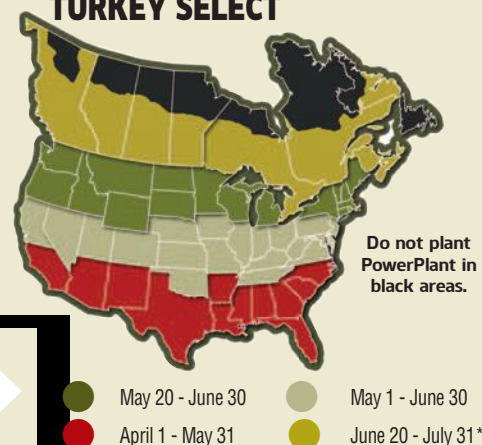 TURKEY SELECT
Do not plant
PowerPlant in
black areas.
May 20 - June 30
May 1 - June 30
April 1 - May 31
June 20 - July 31*